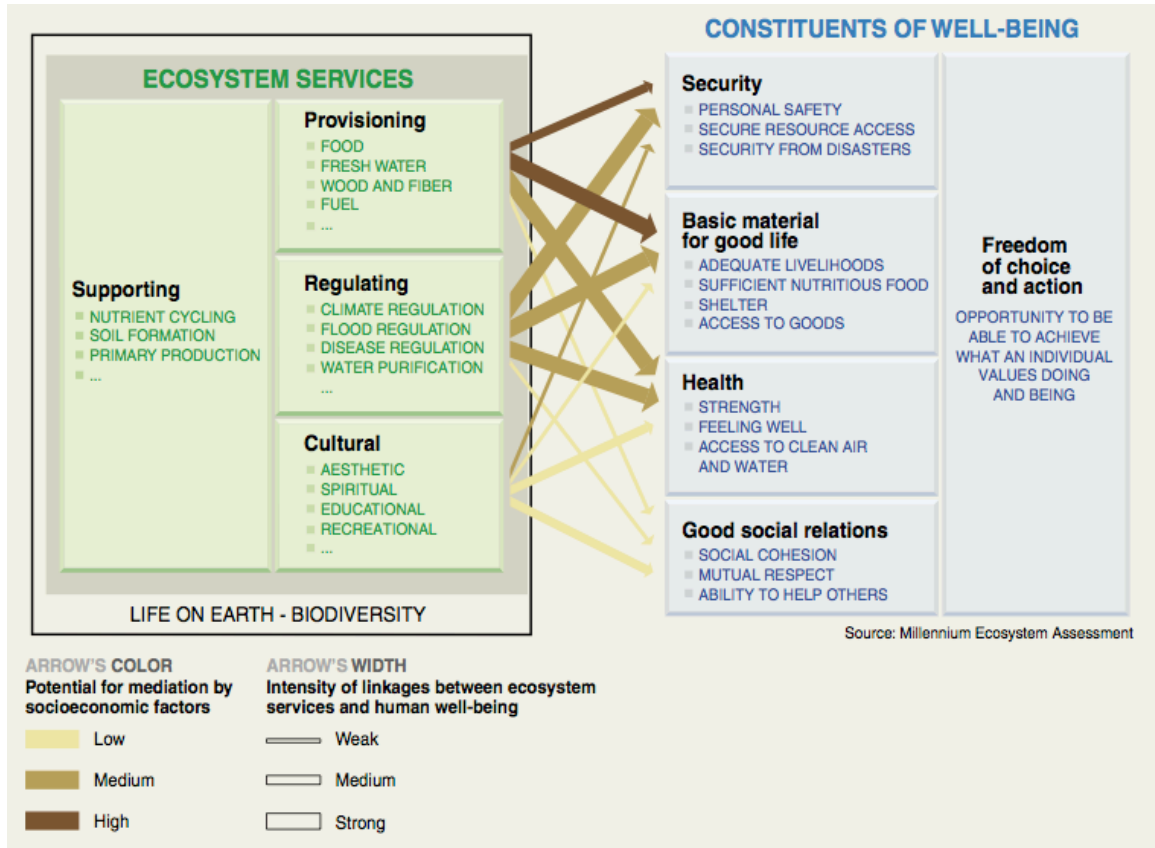 CONSTITUENTS OF WELL-BEING
ECOSYSTEM SERVICES
Supporting
NUTRIENT CYCLING
SOIL FORMATION
PRIMARY PRODUCTION
...
Provisioning
FOOD
FRESH WATER
WOOD AND FIBER
FUEL
...
Regulating
CLIMATE REGULATION
FLOOD REGULATION
DISEASE REGULATION
WATER PURIFICATION
...
Cultural
AESTHETIC
SPIRITUAL
EDUCATIONAL
RECREATIONAL
...
LIFE ON EARTH - BIODIVERSITY
Security
PERSONAL SAFETY
SECURE RESOURCE ACCESS
SECURITY FROM DISASTERS
Basic material
for good life
ADEQUATE LIVELIHOODS
SUFFICIENT NUTRITIOUS FOOD
SHELTER
ACCESS TO GOODS
Health
STRENGTH
FEELING WELL
ACCESS TO CLEAN AIR
AND WATER
Good social relations
SOCIAL COHESION
MUTUAL RESPECT
ABILITY TO HELP OTHERS
Freedom
of choice
and action
OPPORTUNITY TO BE
ABLE TO ACHIEVE
WHAT AN INDIVIDUAL
VALUES DOING
AND BEING
Source: Millennium Ecosystem Assessment
ARROW'S COLOR
Potential for mediation by
socioeconomic factors
Low
Medium
High
ARROW'S WIDTH
Intensity of linkages between ecosystem
services and human well-being
Weak
Medium
Strong